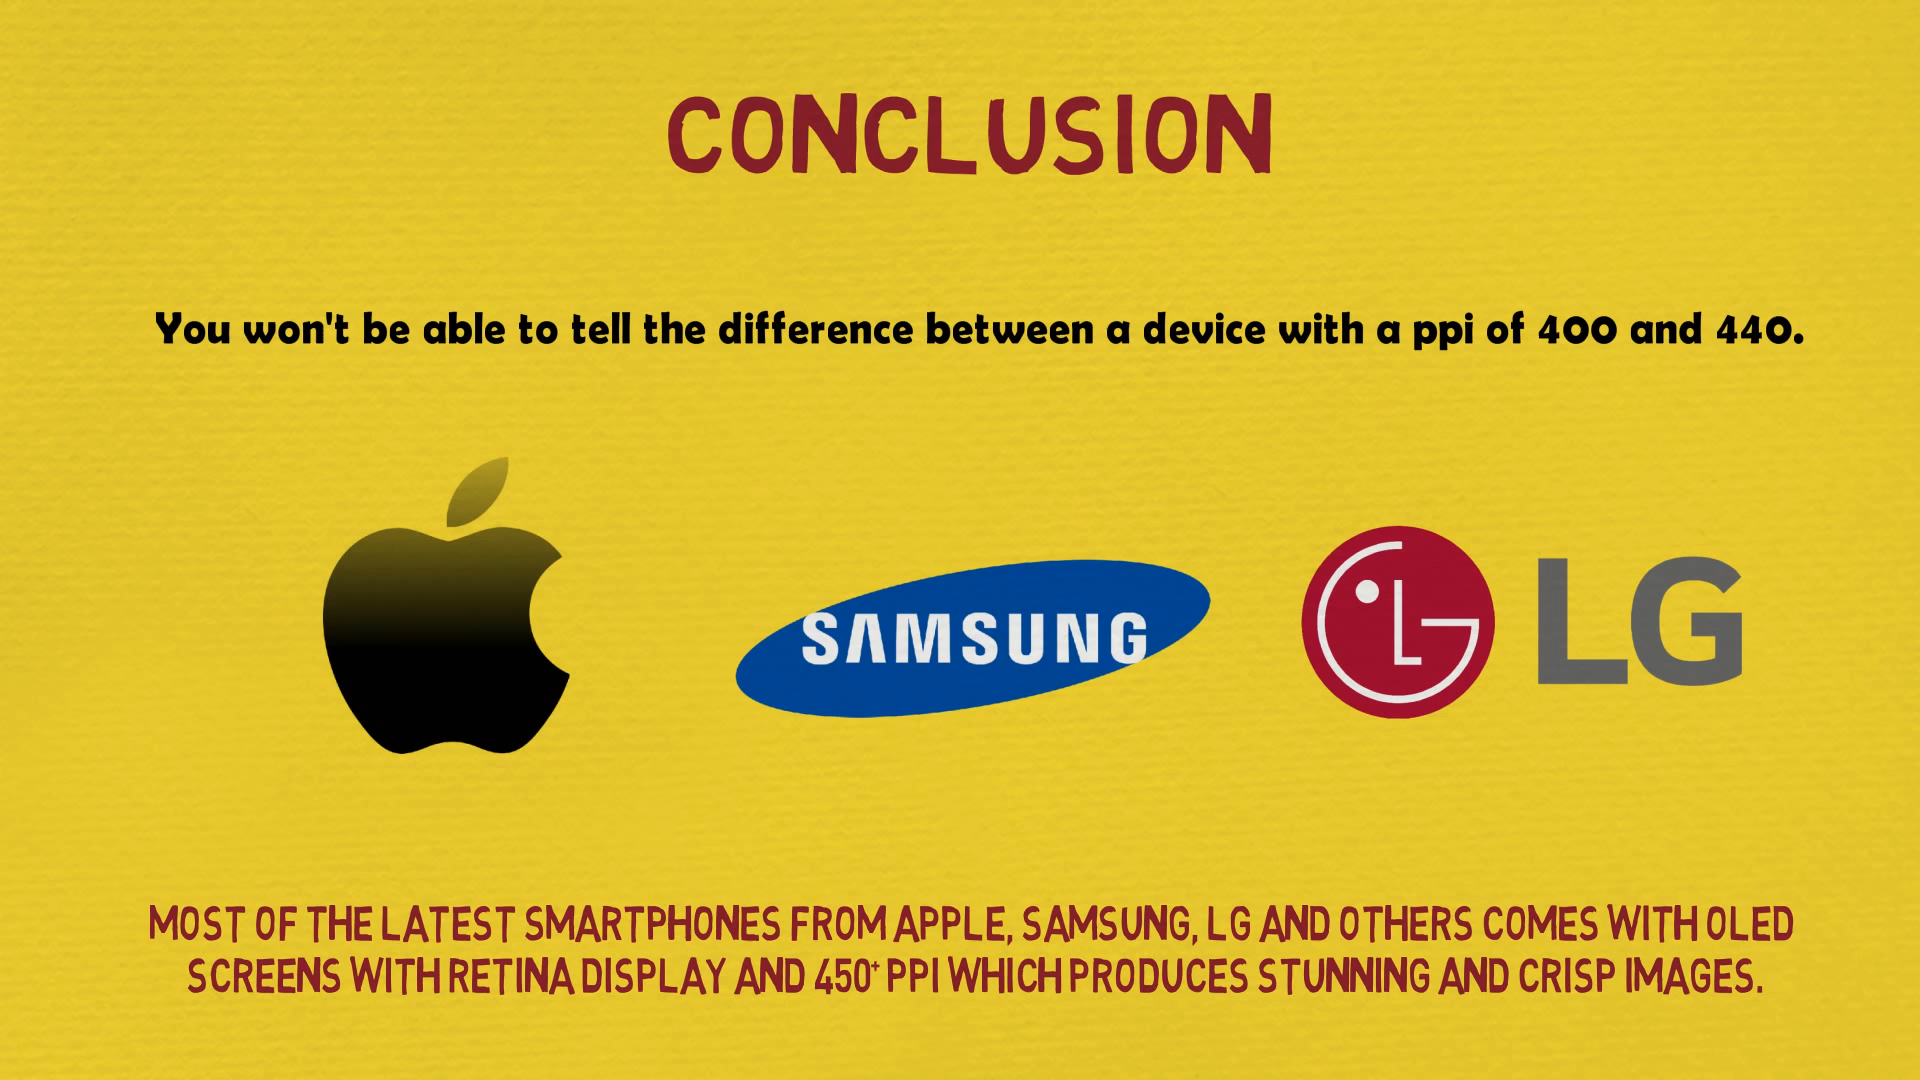 CONCLUSION
You won't be able to tell the difference between a device with a ppi of 400 and 440.
SAMSUNG
LG
LG
MOST OF THE LATEST SMARTPHONES FROM APPLE, SAMSUNG, LG AND OTHERS COMES WITH OLED
SCREENS WITH RETINA DISPLAY AND 450+ PPI WHICH PRODUCES STUNNING AND CRISP IMAGES.